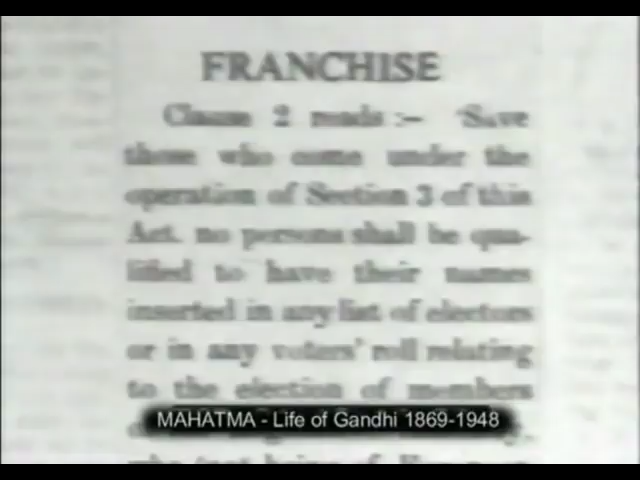 FRANCHISE
Clause 2 reads :— 'Save
those who come under the
operation of Section 3 of this
Act, no persons shall be qua-
lified to have their names
inserted in any list of electors
or in any voters' roll relating
to the election of members
MAHATMA - Life of Gandhi 1869-1948